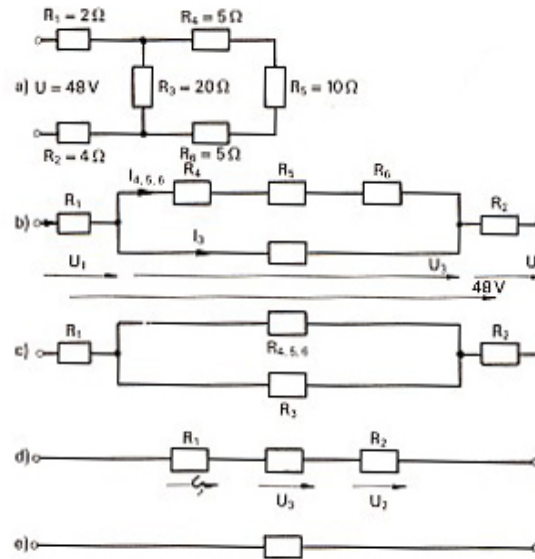 R₁ = 2Ω R₄ = 5Ω
a) U = 48 V R₃ = 20Ω R₅ = 10Ω
R₂ = 4Ω R₆ = 5Ω
I₄,₅,₆ R₄ R₅ R₆
b) R₁ R₂
I₃
U₁ U₃ U
48 V
c) R₁ R₄,₅,₆ R₂
R₃
d) R₁ R₂
U₃ U₂
e)